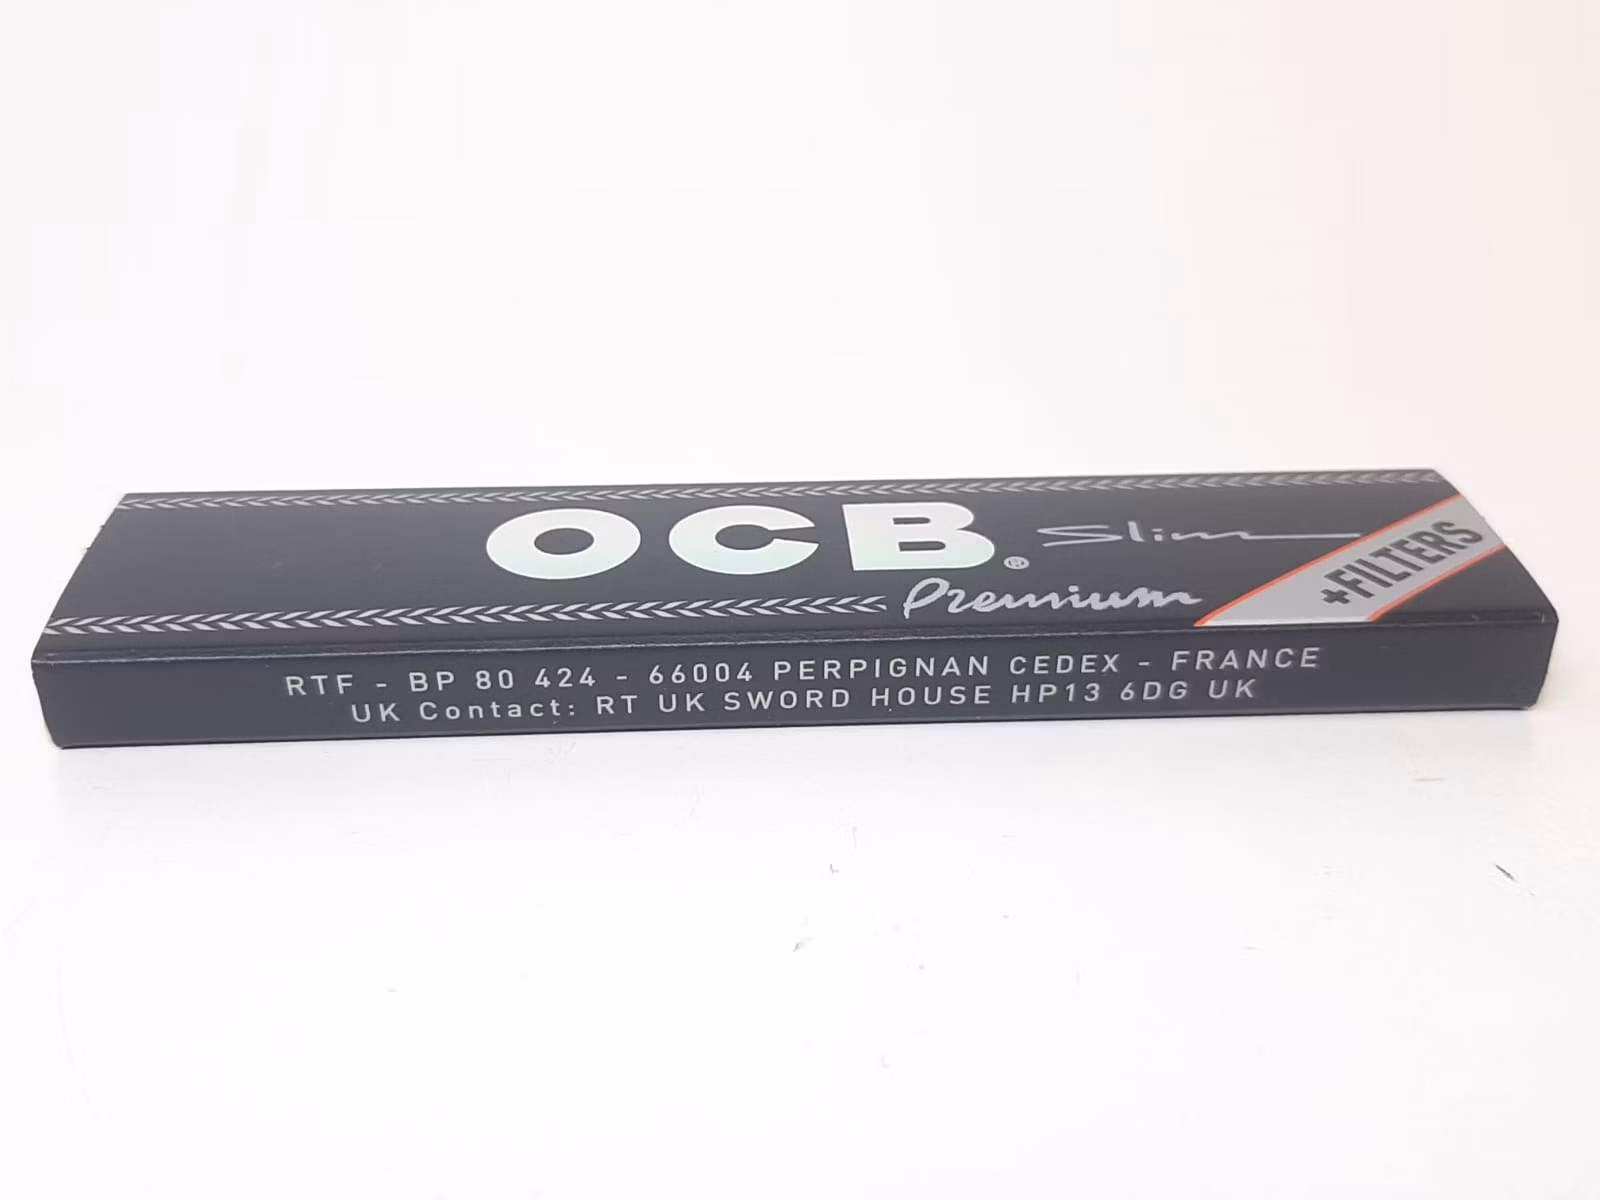 OCB® Slim
Premium
+FILTERS
RTF - BP 80 424 - 66004 PERPIGNAN CEDEX - FRANCE
UK Contact: RT UK SWORD HOUSE HP13 6DG UK